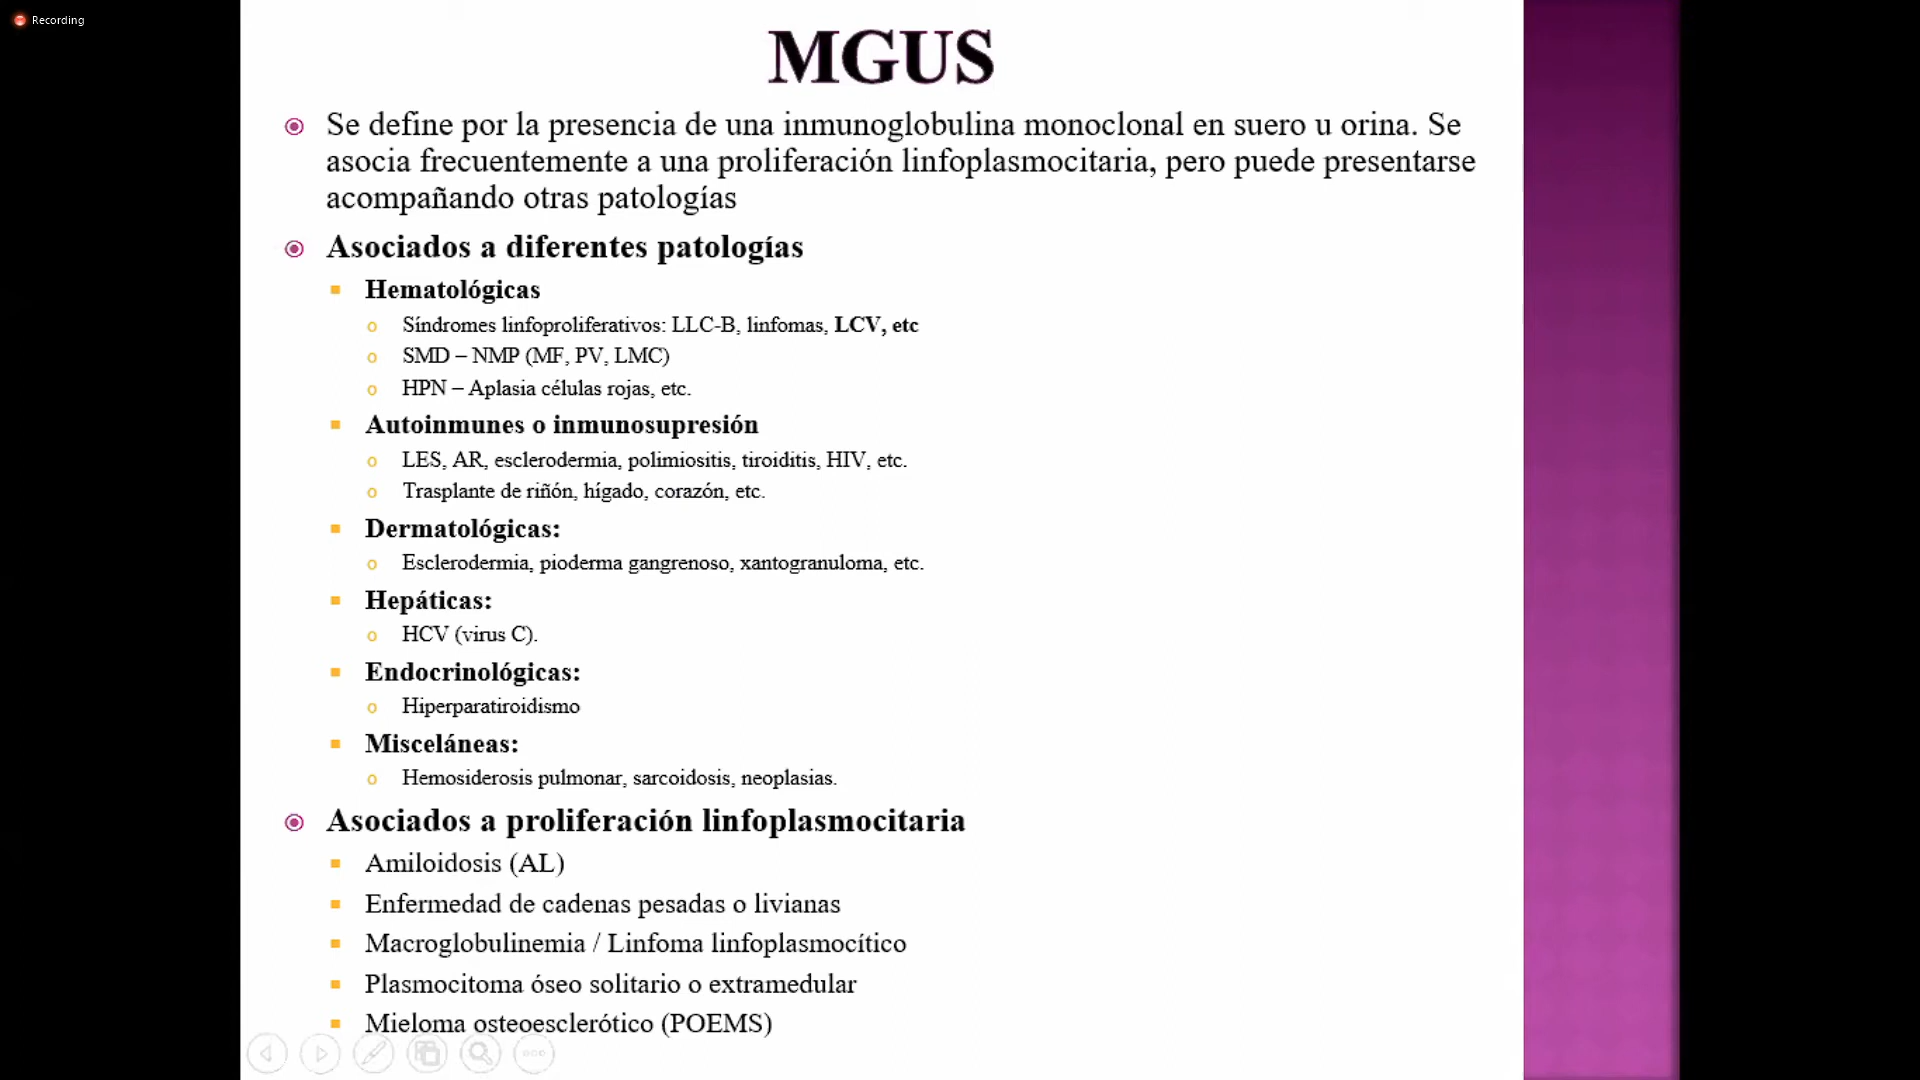 Recording
MGUS
Se define por la presencia de una inmunoglobulina monoclonal en suero u orina. Se
asocia frecuentemente a una proliferación linfoplasmocitaria, pero puede presentarse
acompañando otras patologías
Asociados a diferentes patologías
Hematológicas
Síndromes linfoproliferativos: LLC-B, linfomas, LCV, etc
SMD – NMP (MF, PV, LMC)
HPN – Aplasia células rojas, etc.
Autoinmunes o inmunosupresión
LES, AR, esclerodermia, polimiositis, tiroiditis, HIV, etc.
Trasplante de riñón, hígado, corazón, etc.
Dermatológicas:
Esclerodermia, pioderma gangrenoso, xantogranuloma, etc.
Hepáticas:
HCV (virus C).
Endocrinológicas:
Hiperparatiroidismo
Misceláneas:
Hemosiderosis pulmonar, sarcoidosis, neoplasias.
Asociados a proliferación linfoplasmocitaria
Amiloidosis (AL)
Enfermedad de cadenas pesadas o livianas
Macroglobulinemia / Linfoma linfoplasmocítico
Plasmocitoma óseo solitario o extramedular
Mieloma osteoesclerótico (POEMS)